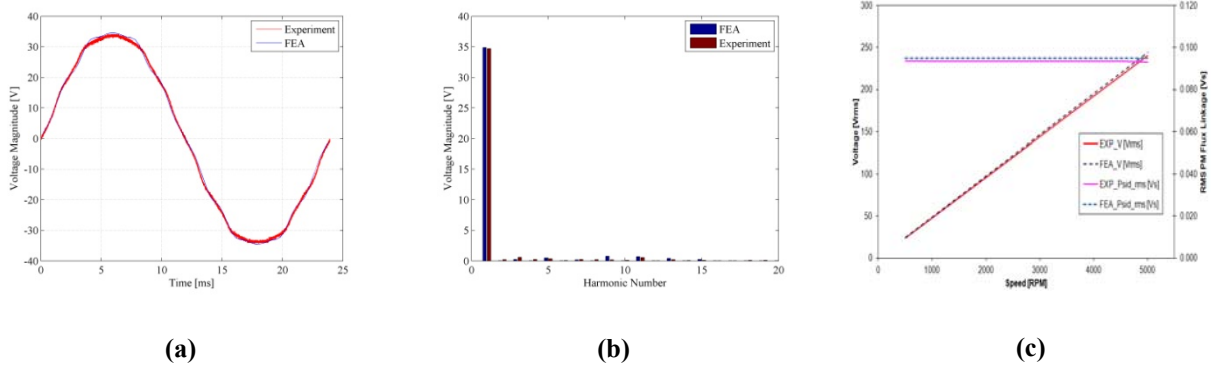 40
30
20
10
0
-10
-20
-30
-40
Voltage Magnitude [V]
Experiment
FEA
0 5 10 15 20 25
Time [ms]
(a)
40
35
30
25
20
15
10
5
0
Voltage Magnitude [V]
FEA
Experiment
0 5 10 15 20
Harmonic Number
(b)
c)
300
250
200
150
100
50
0
Voltage [Vrms]
EXP_V [Vrms]
FEA_V [Vrms]
EXP_Psid_rms [Vs]
FEA_Psid_rms [Vs]
0.120
0.100
0.080
0.060
0.040
0.020
0.000
RMS PM Flux Linkage [Vs]
0 1000 2000 3000 4000 5000
Speed [RPM]
(c)